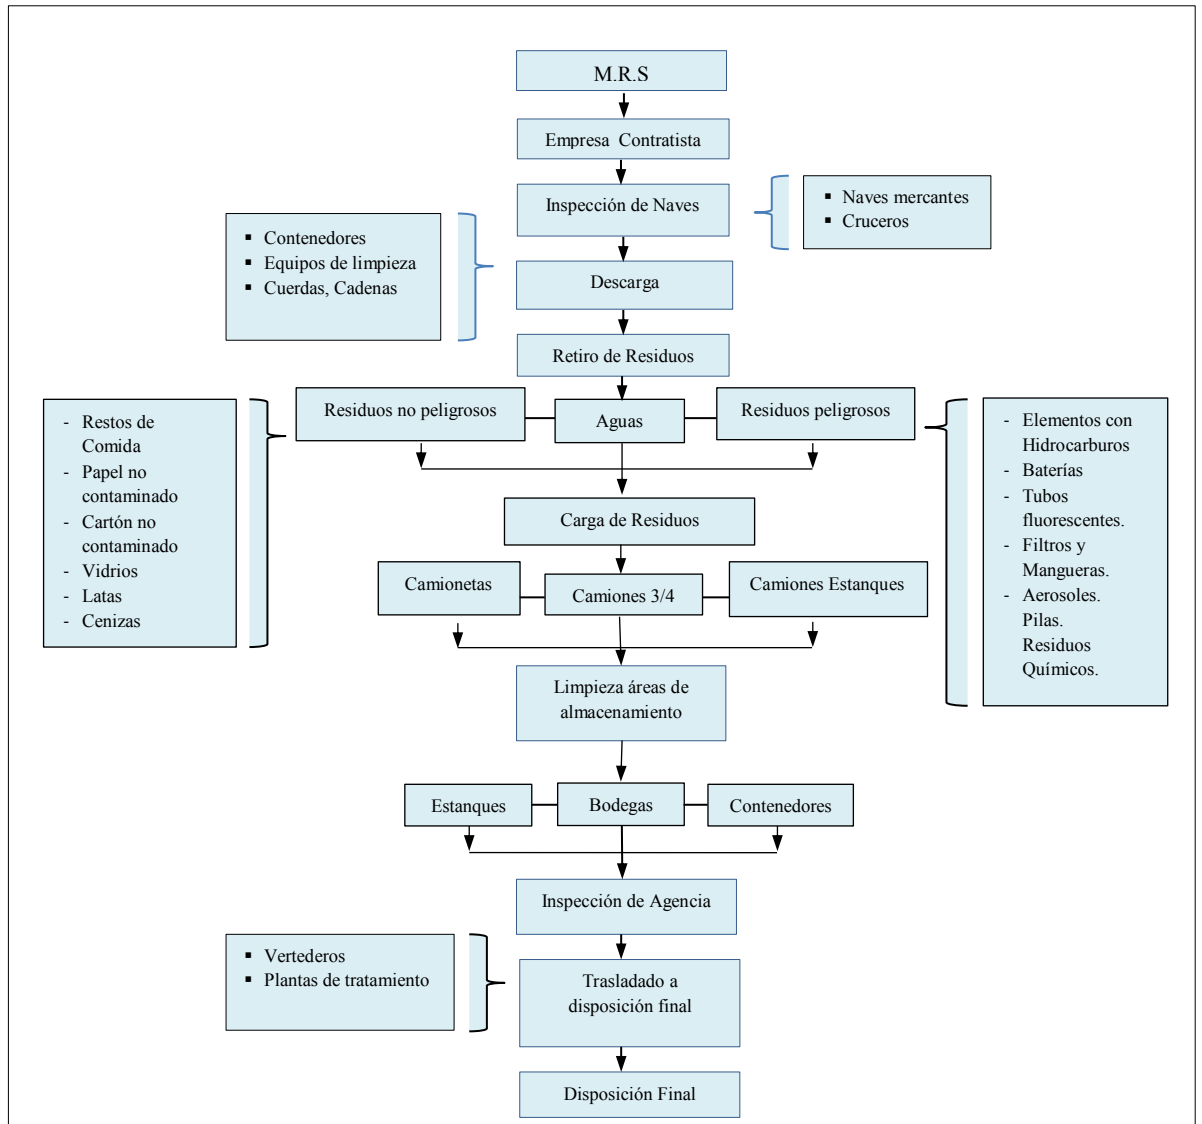 M.R.S
Empresa Contratista
Inspección de Naves
▪ Naves mercantes
▪ Cruceros
▪ Contenedores
▪ Equipos de limpieza
▪ Cuerdas, Cadenas
Descarga
Retiro de Residuos
Residuos no peligrosos
Aguas
Residuos peligrosos
- Restos de
Comida
- Papel no
contaminado
- Cartón no
contaminado
- Vidrios
- Latas
- Cenizas
- Elementos con
Hidrocarburos
- Baterías
- Tubos
fluorescentes.
- Filtros y
Mangueras.
- Aerosoles.
Pilas.
Residuos
Químicos.
Carga de Residuos
Camionetas
Camiones 3/4
Camiones Estanques
Limpieza áreas de
almacenamiento
Estanques
Bodegas
Contenedores
Inspección de Agencia
▪ Vertederos
▪ Plantas de tratamiento
Trasladado a
disposición final
Disposición Final